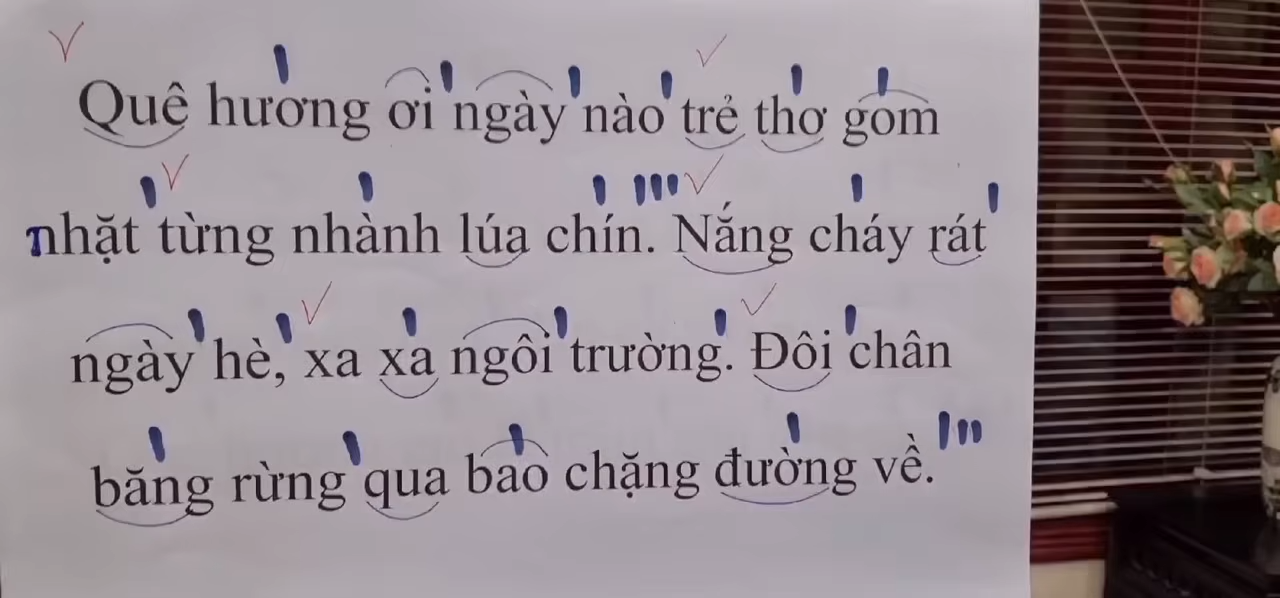 Quê hương ơi ngày nào trẻ thơ gom
nhặt từng nhành lúa chín. Nắng cháy rát
ngày hè, xa xa ngôi trường. Đôi chân
băng rừng qua bao chặng đường về.